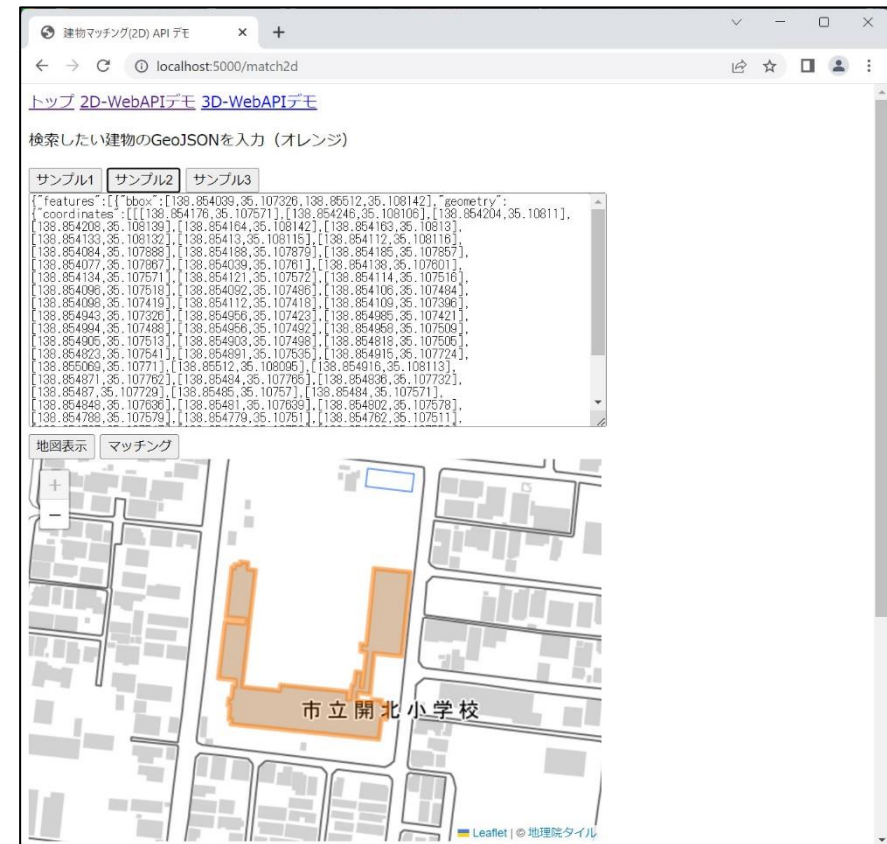 建物マッチング(2D) API デモ
localhost:5000/match2d
トップ 2D-WebAPIデモ 3D-WebAPIデモ
検索したい建物のGeoJSONを入力（オレンジ）
サンプル1 サンプル2 サンプル3
{"features":[{"bbox":[138.854039,35.107326,138.85512,35.108142],"geometry":
{"coordinates":[[[138.854176,35.107571],[138.854246,35.108106],[138.854204,35.10811],
[138.854208,35.108139],[138.854164,35.108142],[138.854163,35.10813],
[138.854133,35.108132],[138.85413,35.108115],[138.854112,35.108116],
[138.854084,35.107888],[138.854188,35.107879],[138.854185,35.107857],
[138.854077,35.107867],[138.854039,35.10761],[138.854138,35.107601],
[138.854134,35.107571],[138.854121,35.107572],[138.854114,35.107516],
[138.854096,35.107518],[138.854092,35.107486],[138.854106,35.107484],
[138.854098,35.107419],[138.854112,35.107418],[138.854109,35.107396],
[138.854943,35.107326],[138.854956,35.107423],[138.854985,35.107421],
[138.854994,35.107488],[138.854956,35.107492],[138.854958,35.107509],
[138.854905,35.107513],[138.854903,35.107498],[138.854818,35.107505],
[138.854823,35.107541],[138.854891,35.107535],[138.854915,35.107724],
[138.855069,35.10771],[138.85512,35.108095],[138.854916,35.108113],
[138.854871,35.107762],[138.85484,35.107765],[138.854836,35.107732],
[138.85487,35.107729],[138.85485,35.10757],[138.85484,35.107571],
[138.854848,35.107636],[138.85481,35.107639],[138.854802,35.107578],
[138.854788,35.107579],[138.854779,35.10751],[138.854762,35.107511],
地図表示 マッチング
+
−
市立開北小学校
Leaflet | © 地理院タイル